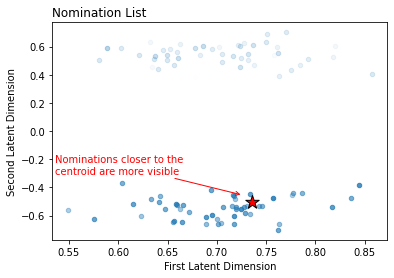 Nomination List
0.6
0.4
0.2
0.0
−0.2
−0.4
−0.6
Second Latent Dimension
Nominations closer to the
centroid are more visible
0.55 0.60 0.65 0.70 0.75 0.80 0.85
First Latent Dimension